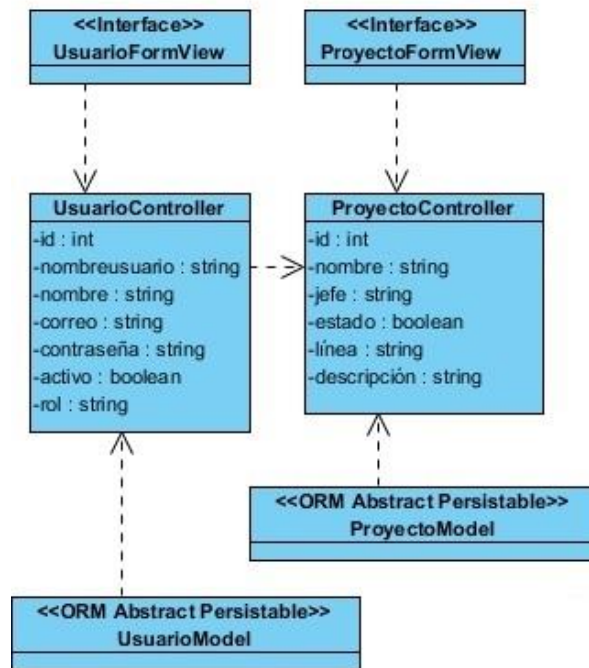 <<Interface>>
UsuarioFormView
<<Interface>>
ProyectoFormView
UsuarioController
-id : int
-nombreusuario : string
-nombre : string
-correo : string
-contraseña : string
-activo : boolean
-rol : string
ProyectoController
-id : int
-nombre : string
-jefe : string
-estado : boolean
-línea : string
-descripción : string
<<ORM Abstract Persistable>>
ProyectoModel
<<ORM Abstract Persistable>>
UsuarioModel